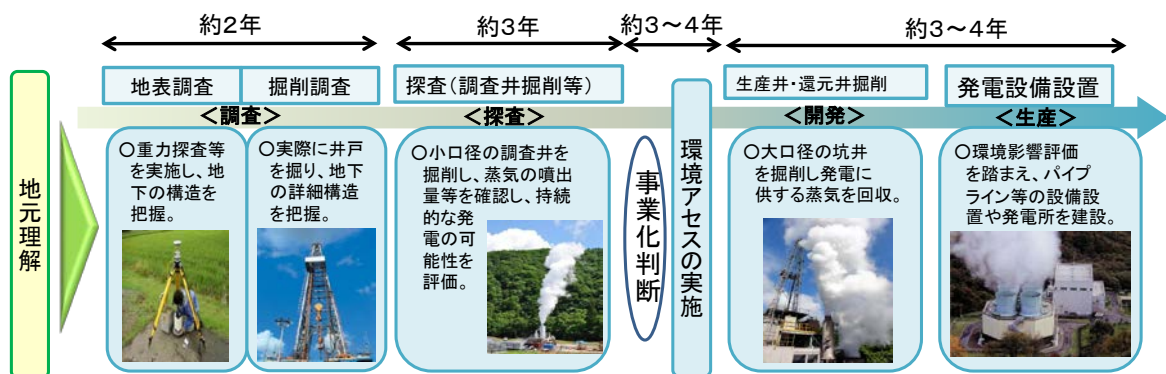 約2年
約3年
約3～4年
約3～4年
地元理解
地表調査
掘削調査
<調査>
○重力探査等
を実施し、地
下の構造を
把握。
○実際に井戸
を掘り、地下
の詳細構造
を把握。
探査(調査井掘削等)
<探査>
○小口径の調査井を
掘削し、蒸気の噴出
量等を確認し、持続
的な発
電の可
能性を
評価。
事業化判断
環境アセスの実施
生産井・還元井掘削
<開発>
○大口径の坑井
を掘削し発電に
供する蒸気を回収。
発電設備設置
<生産>
○環境影響評価
を踏まえ、パイプ
ライン等の設備設
置や発電所を建設。